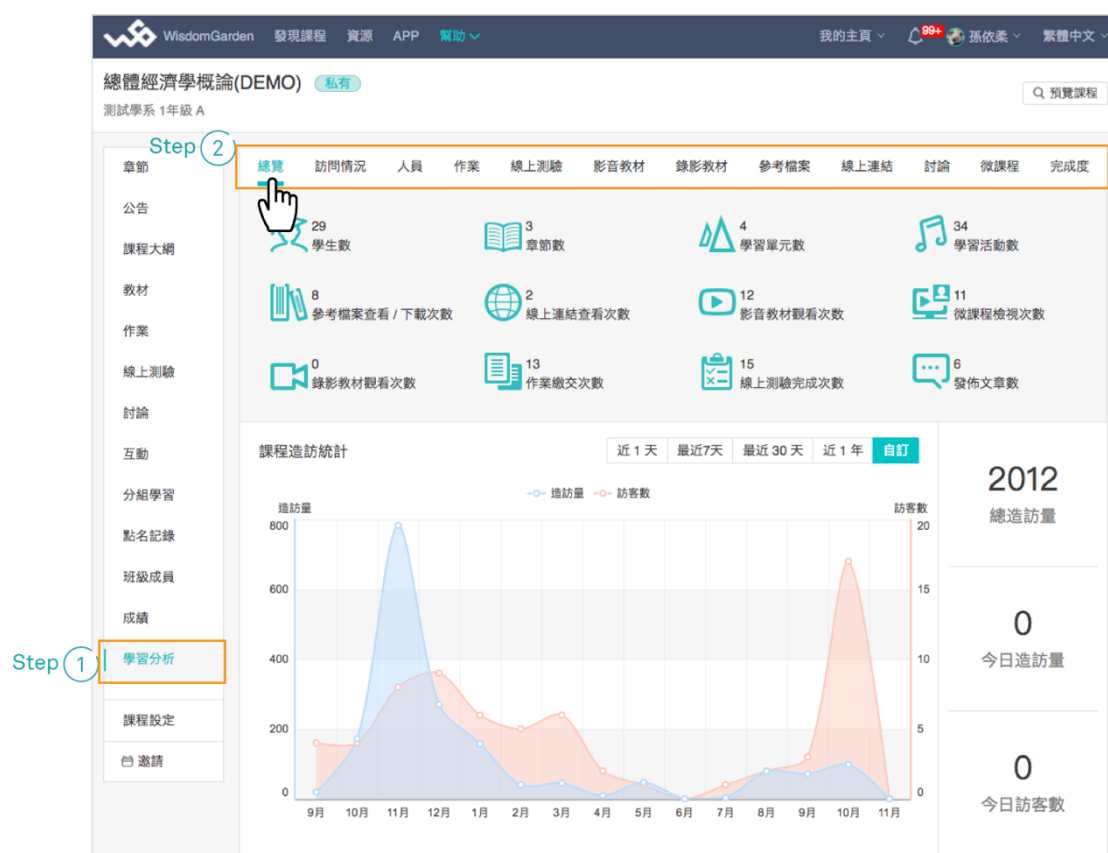 WisdomGarden 發現課程 資源 APP 幫助 我的主頁 99+ 孫依柔 繁體中文
總體經濟學概論(DEMO) 私有
測試學系 1年級 A
預覽課程
Step 2
總覽 訪問情況 人員 作業 線上測驗 影音教材 錄影教材 參考檔案 線上連結 討論 微課程 完成度
章節
公告
課程大綱
教材
作業
線上測驗
討論
互動
分組學習
點名記錄
班級成員
成績
Step 1
學習分析
課程設定
邀請
29
學生數
3
章節數
4
學習單元數
34
學習活動數
8
參考檔案查看 / 下載次數
2
線上連結查看次數
12
影音教材觀看次數
11
微課程檢視次數
0
錄影教材觀看次數
13
作業繳交次數
15
線上測驗完成次數
6
發佈文章數
課程造訪統計 近 1 天 最近7天 最近 30 天 近 1 年 自訂
造訪量 訪客數
造訪量 訪客數
800 20
600 15
400 10
200 5
0 0
9月 10月 11月 12月 1月 2月 3月 4月 5月 6月 7月 8月 9月 10月 11月
2012
總造訪量
0
今日造訪量
0
今日訪客數